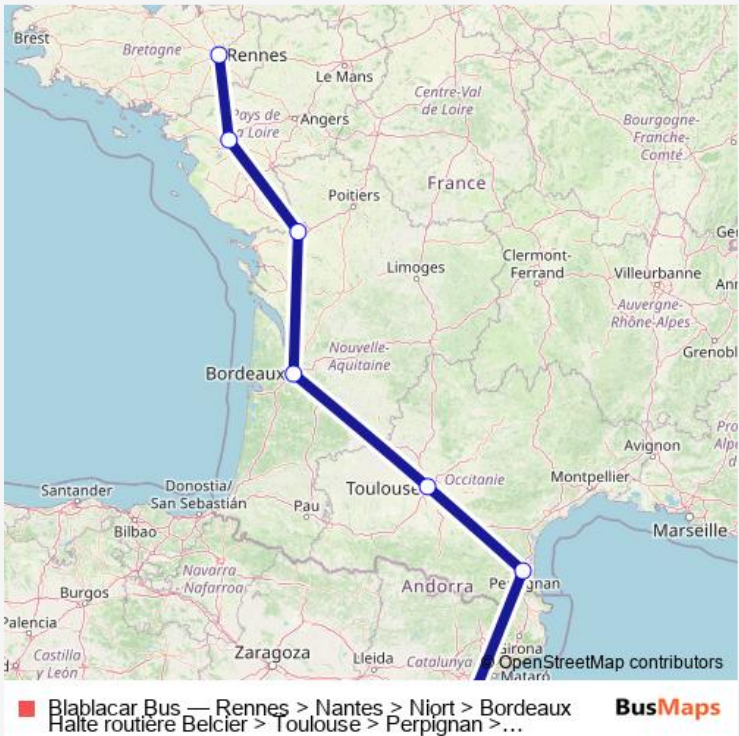 Brest
Rennes
Bretagne
Le Mans
Centre-Val
de Loire
Pays de
la Loire
Angers
Bourgogne-
Franche-
Comté
Poitiers
France
Clermont-
Ferrand
Limoges
Villeurbanne
Auvergne-
Rhône-Alpes
Nouvelle-
Aquitaine
Bordeaux
Avignon
Toulouse
Occitanie
Montpellier
Santander
Donostia/
San Sebastián
Pau
Marseille
Bilbao
Navarra
- Nafarroa
Andorra
Burgos
Palencia
Castilla
y León
Zaragoza
Lleida
Catalunya
Girona
© OpenStreetMap contributors
Mataró
Blablacar Bus — Rennes > Nantes > Niort > Bordeaux
Halte routière Belcier > Toulouse > Perpignan >...
BusMaps